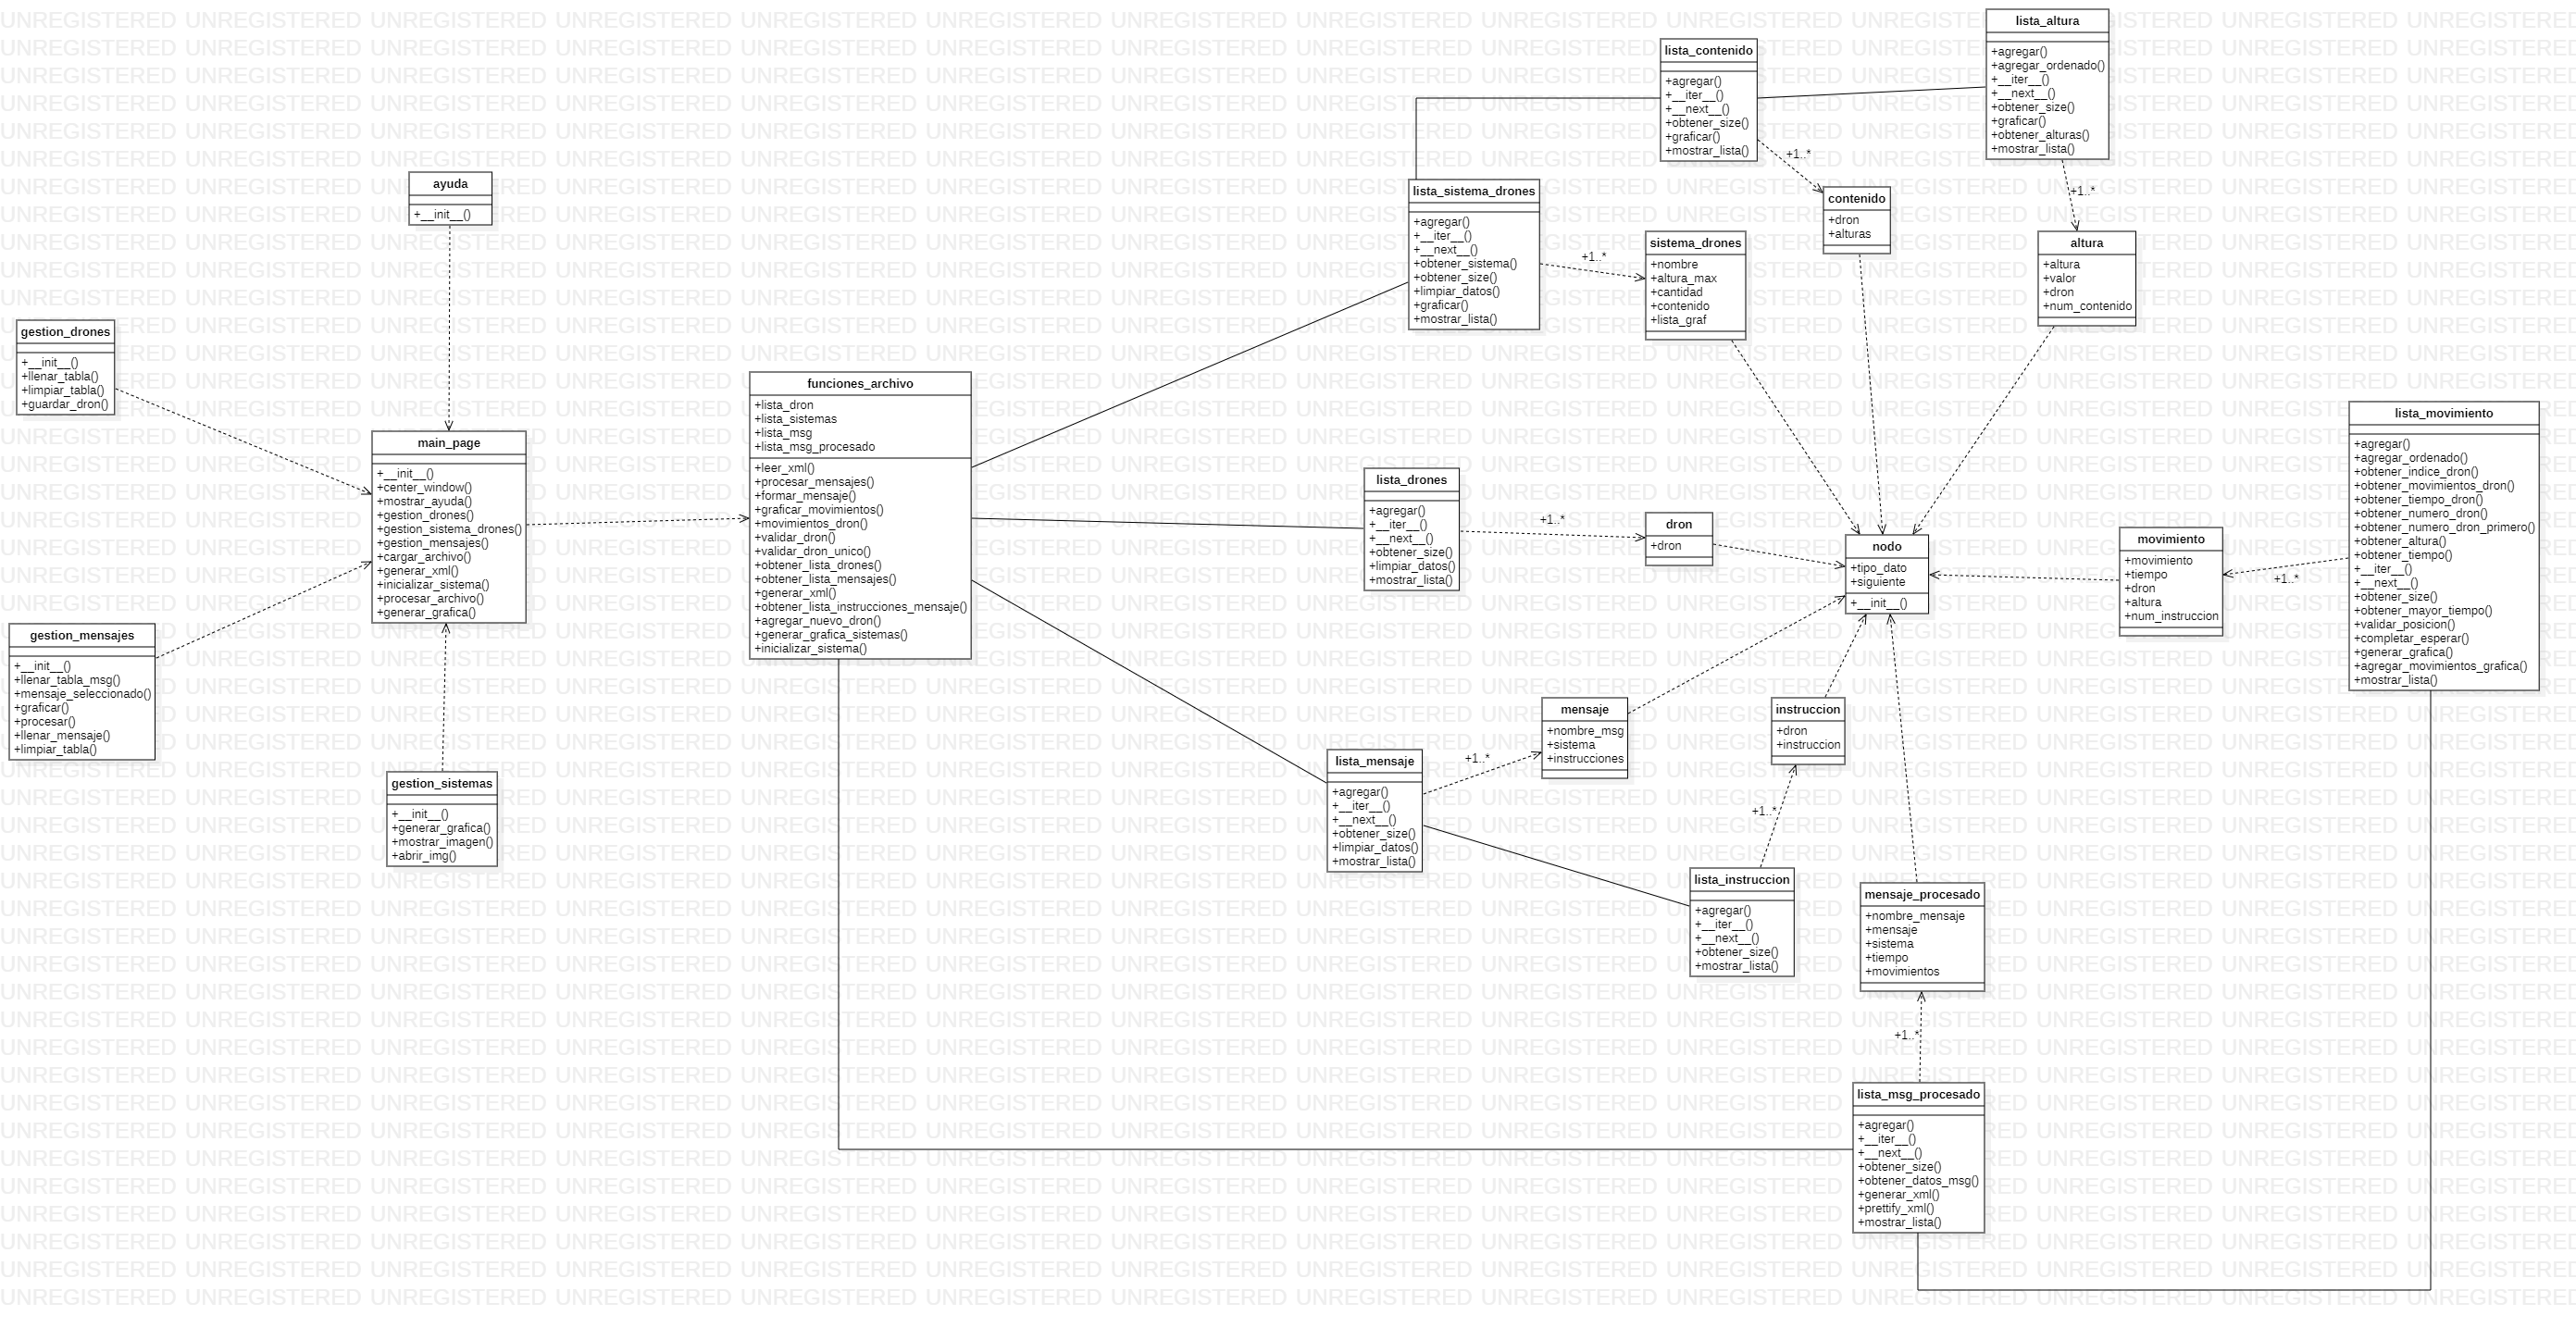 lista_altura
+agregar()
+agregar_ordenado()
+__iter__()
+__next__()
+obtener_size()
+graficar()
+obtener_alturas()
+mostrar_lista()
lista_contenido
+agregar()
+__iter__()
+__next__()
+obtener_size()
+graficar()
+mostrar_lista()
+1..*
+1..*
ayuda
+__init__()
lista_sistema_drones
+agregar()
+__iter__()
+__next__()
+obtener_sistema()
+obtener_size()
+limpiar_datos()
+graficar()
+mostrar_lista()
+1..*
contenido
+dron
+alturas
sistema_drones
+nombre
+altura_max
+cantidad
+contenido
+lista_graf
altura
+altura
+valor
+dron
+num_contenido
gestion_drones
+__init__()
+llenar_tabla()
+limpiar_tabla()
+guardar_dron()
main_page
+__init__()
+center_window()
+mostrar_ayuda()
+gestion_drones()
+gestion_sistema_drones()
+gestion_mensajes()
+cargar_archivo()
+generar_xml()
+inicializar_sistema()
+procesar_archivo()
+generar_grafica()
funciones_archivo
+lista_dron
+lista_sistemas
+lista_msg
+lista_msg_procesado
+leer_xml()
+procesar_mensajes()
+formar_mensaje()
+graficar_movimientos()
+movimientos_dron()
+validar_dron()
+validar_dron_unico()
+obtener_lista_drones()
+obtener_lista_mensajes()
+generar_xml()
+obtener_lista_instrucciones_mensaje()
+agregar_nuevo_dron()
+generar_grafica_sistemas()
+inicializar_sistema()
lista_drones
+agregar()
+__iter__()
+__next__()
+obtener_size()
+limpiar_datos()
+mostrar_lista()
+1..*
dron
+dron
nodo
+tipo_dato
+siguiente
+__init__()
movimiento
+movimiento
+tiempo
+dron
+altura
+num_instruccion
+1..*
lista_movimiento
+agregar()
+agregar_ordenado()
+obtener_indice_dron()
+obtener_movimientos_dron()
+obtener_tiempo_dron()
+obtener_numero_dron()
+obtener_numero_dron_primero()
+obtener_altura()
+obtener_tiempo()
+__iter__()
+__next__()
+obtener_size()
+obtener_mayor_tiempo()
+validar_posicion()
+completar_esperar()
+generar_grafica()
+agregar_movimientos_grafica()
+mostrar_lista()
gestion_mensajes
+__init__()
+llenar_tabla_msg()
+mensaje_seleccionado()
+graficar()
+procesar()
+llenar_mensaje()
+limpiar_tabla()
gestion_sistemas
+__init__()
+generar_grafica()
+mostrar_imagen()
+abrir_img()
lista_mensaje
+agregar()
+__iter__()
+__next__()
+obtener_size()
+limpiar_datos()
+mostrar_lista()
+1..*
mensaje
+nombre_msg
+sistema
+instrucciones
instruccion
+dron
+instruccion
+1..*
lista_instruccion
+agregar()
+__iter__()
+__next__()
+obtener_size()
+mostrar_lista()
mensaje_procesado
+nombre_mensaje
+mensaje
+sistema
+tiempo
+movimientos
+1..*
lista_msg_procesado
+agregar()
+__iter__()
+__next__()
+obtener_size()
+obtener_datos_msg()
+generar_xml()
+prettify_xml()
+mostrar_lista()
UNREGISTERED